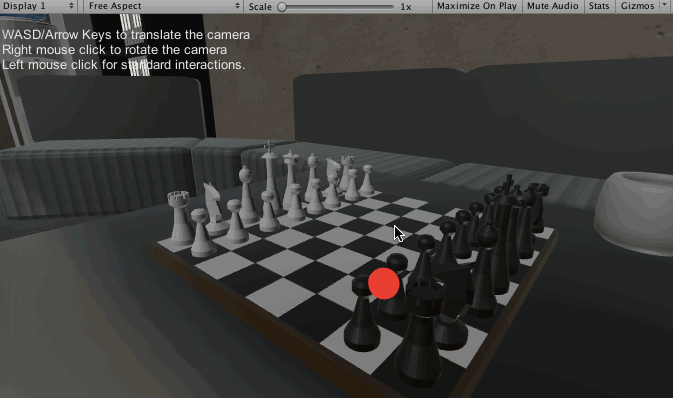 Display 1 Free Aspect Scale 1x Maximize On Play Mute Audio Stats Gizmos
WASD/Arrow Keys to translate the camera
Right mouse click to rotate the camera
Left mouse click for standard interactions.